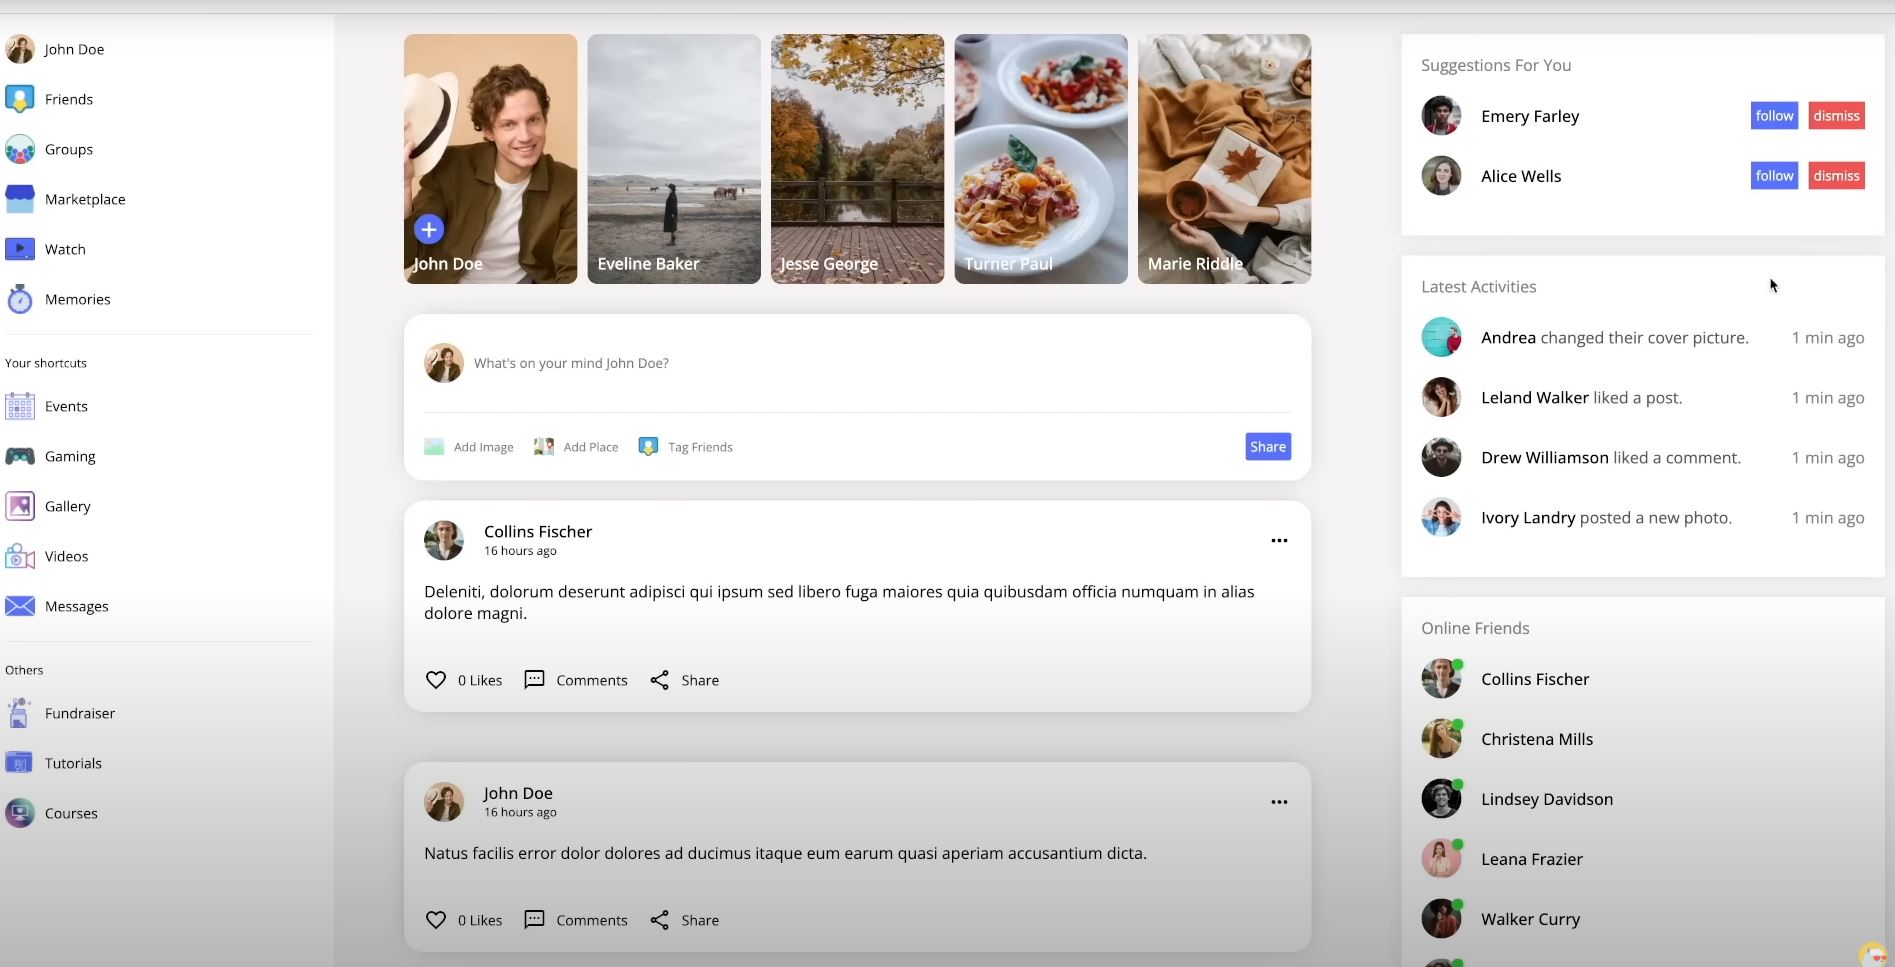 John Doe
Friends
Groups
Marketplace
Watch
Memories
Your shortcuts
Events
Gaming
Gallery
Videos
Messages
Others
Fundraiser
Tutorials
Courses
John Doe
Eveline Baker
Jesse George
Turner Paul
Marie Riddle
What's on your mind John Doe?
Add Image Add Place Tag Friends Share
Collins Fischer
16 hours ago
Deleniti, dolorum deserunt adipisci qui ipsum sed libero fuga maiores quia quibusdam officia numquam in alias
dolore magni.
0 Likes Comments Share
John Doe
16 hours ago
Natus facilis error dolor dolores ad ducimus itaque eum earum quasi aperiam accusantium dicta.
0 Likes Comments Share
Suggestions For You
Emery Farley follow dismiss
Alice Wells follow dismiss
Latest Activities
Andrea changed their cover picture. 1 min ago
Leland Walker liked a post. 1 min ago
Drew Williamson liked a comment. 1 min ago
Ivory Landry posted a new photo. 1 min ago
Online Friends
Collins Fischer
Christena Mills
Lindsey Davidson
Leana Frazier
Walker Curry